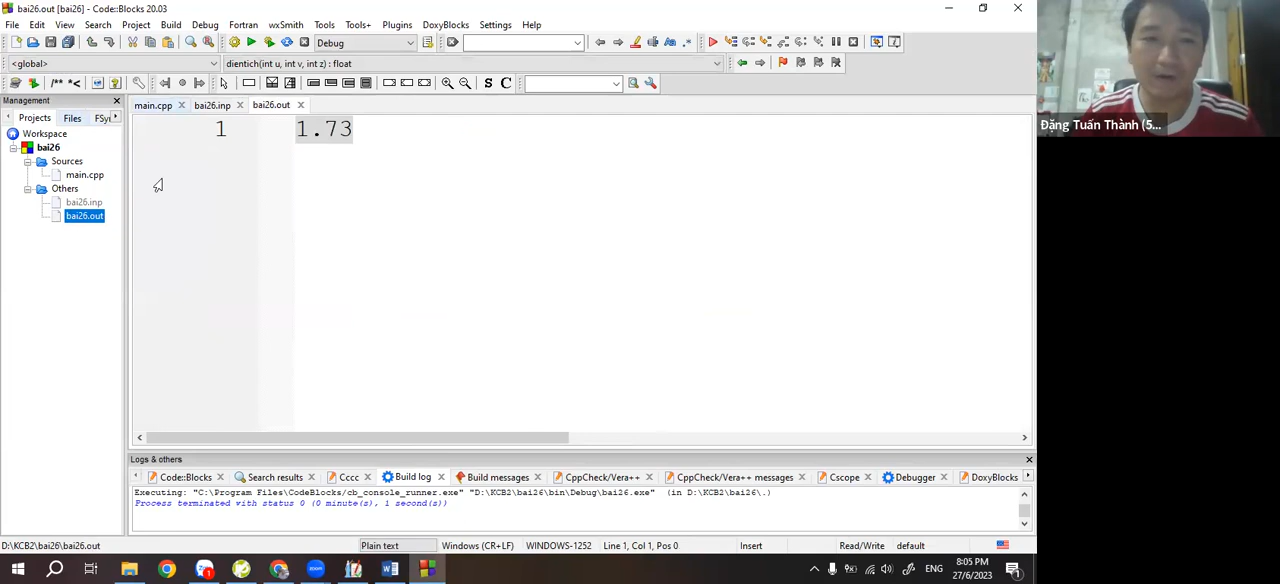 bai26.out [bai26] - Code::Blocks 20.03
File Edit View Search Project Build Debug Fortran wxSmith Tools Tools+ Plugins DoxyBlocks Settings Help
Debug
<global>
dientich(int u, int v, int z) : float
/** *<
S C
Management
main.cpp
bai26.inp
bai26.out
Projects Files FSy
Workspace
bai26
Sources
main.cpp
Others
bai26.inp
bai26.out
1 1.73
Đặng Tuấn Thành (5...
Logs & others
Code::Blocks Search results Cccc Build log Build messages CppCheck/Vera++ CppCheck/Vera++ messages Cscope Debugger DoxyBlocks
Executing: "C:\Program Files\CodeBlocks/cb_console_runner.exe" "D:\KCB2\bai26\bin\Debug\bai26.exe" (in D:\KCB2\bai26\.)
Process terminated with status 0 (0 minute(s), 1 second(s))
D:\KCB2\bai26\bai26.out Plain text Windows (CR+LF) WINDOWS-1252 Line 1, Col 1, Pos 0 Insert Read/Write default
ENG
8:05 PM
27/6/2023